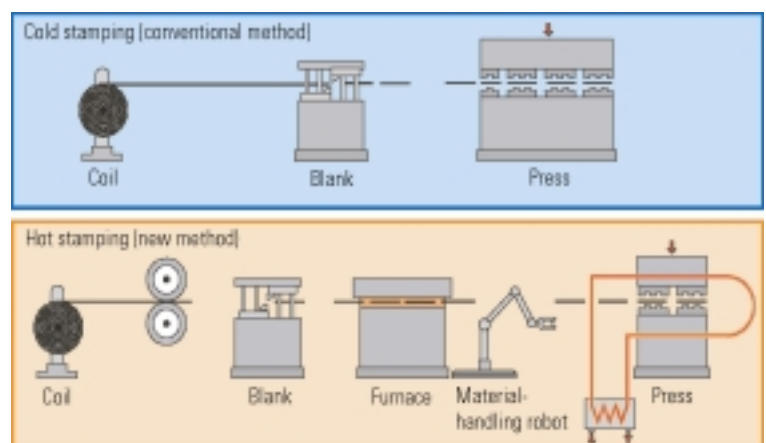 Cold stamping (conventional method)
Coil
Blank
Press
Hot stamping (new method)
Coil
Blank
Furnace
Material-
handling robot
Press